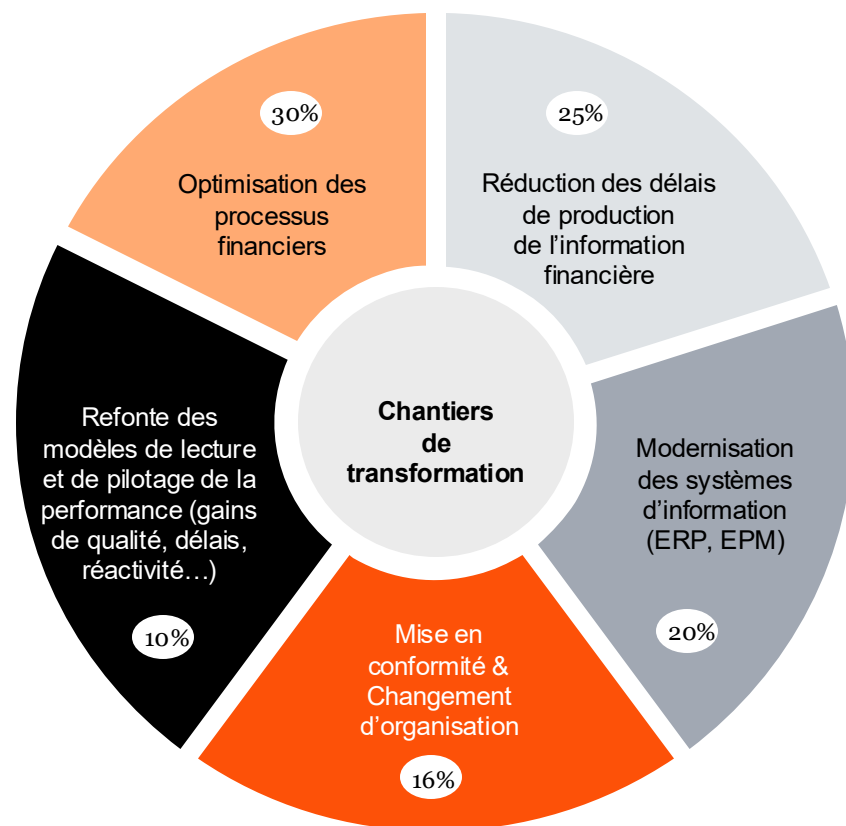 30%
Optimisation des
processus
financiers
25%
Réduction des délais
de production
de l’information
financière
Chantiers
de
transformation
Refonte des
modèles de lecture
et de pilotage de la
performance (gains
de qualité, délais,
réactivité…)
10%
Modernisation
des systèmes
d’information
(ERP, EPM)
20%
Mise en
conformité &
Changement
d’organisation
16%